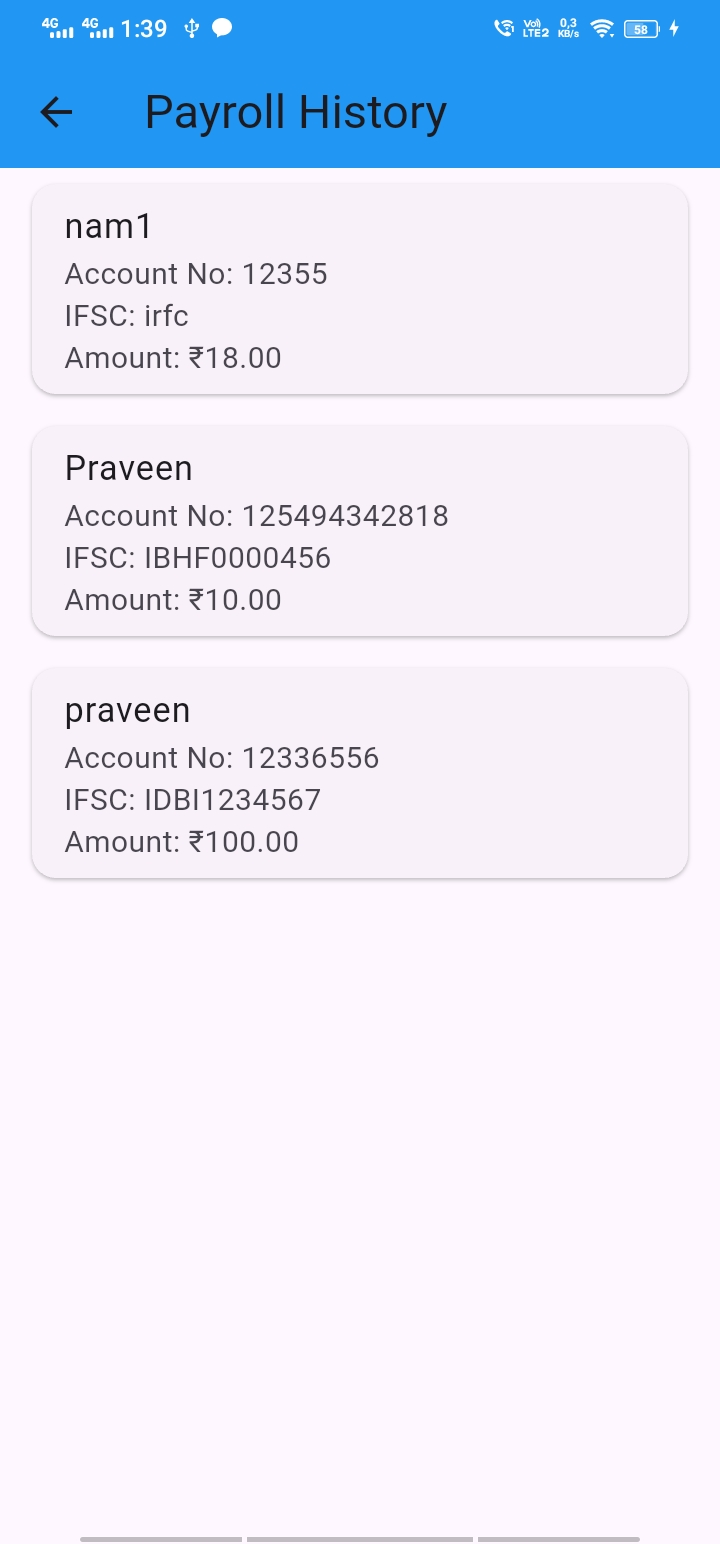 4G 4G 1:39 Vo) LTE2 0,3 KB/s 58
Payroll History
nam1
Account No: 12355
IFSC: irfc
Amount: ₹18.00
Praveen
Account No: 125494342818
IFSC: IBHF0000456
Amount: ₹10.00
praveen
Account No: 12336556
IFSC: IDBI1234567
Amount: ₹100.00